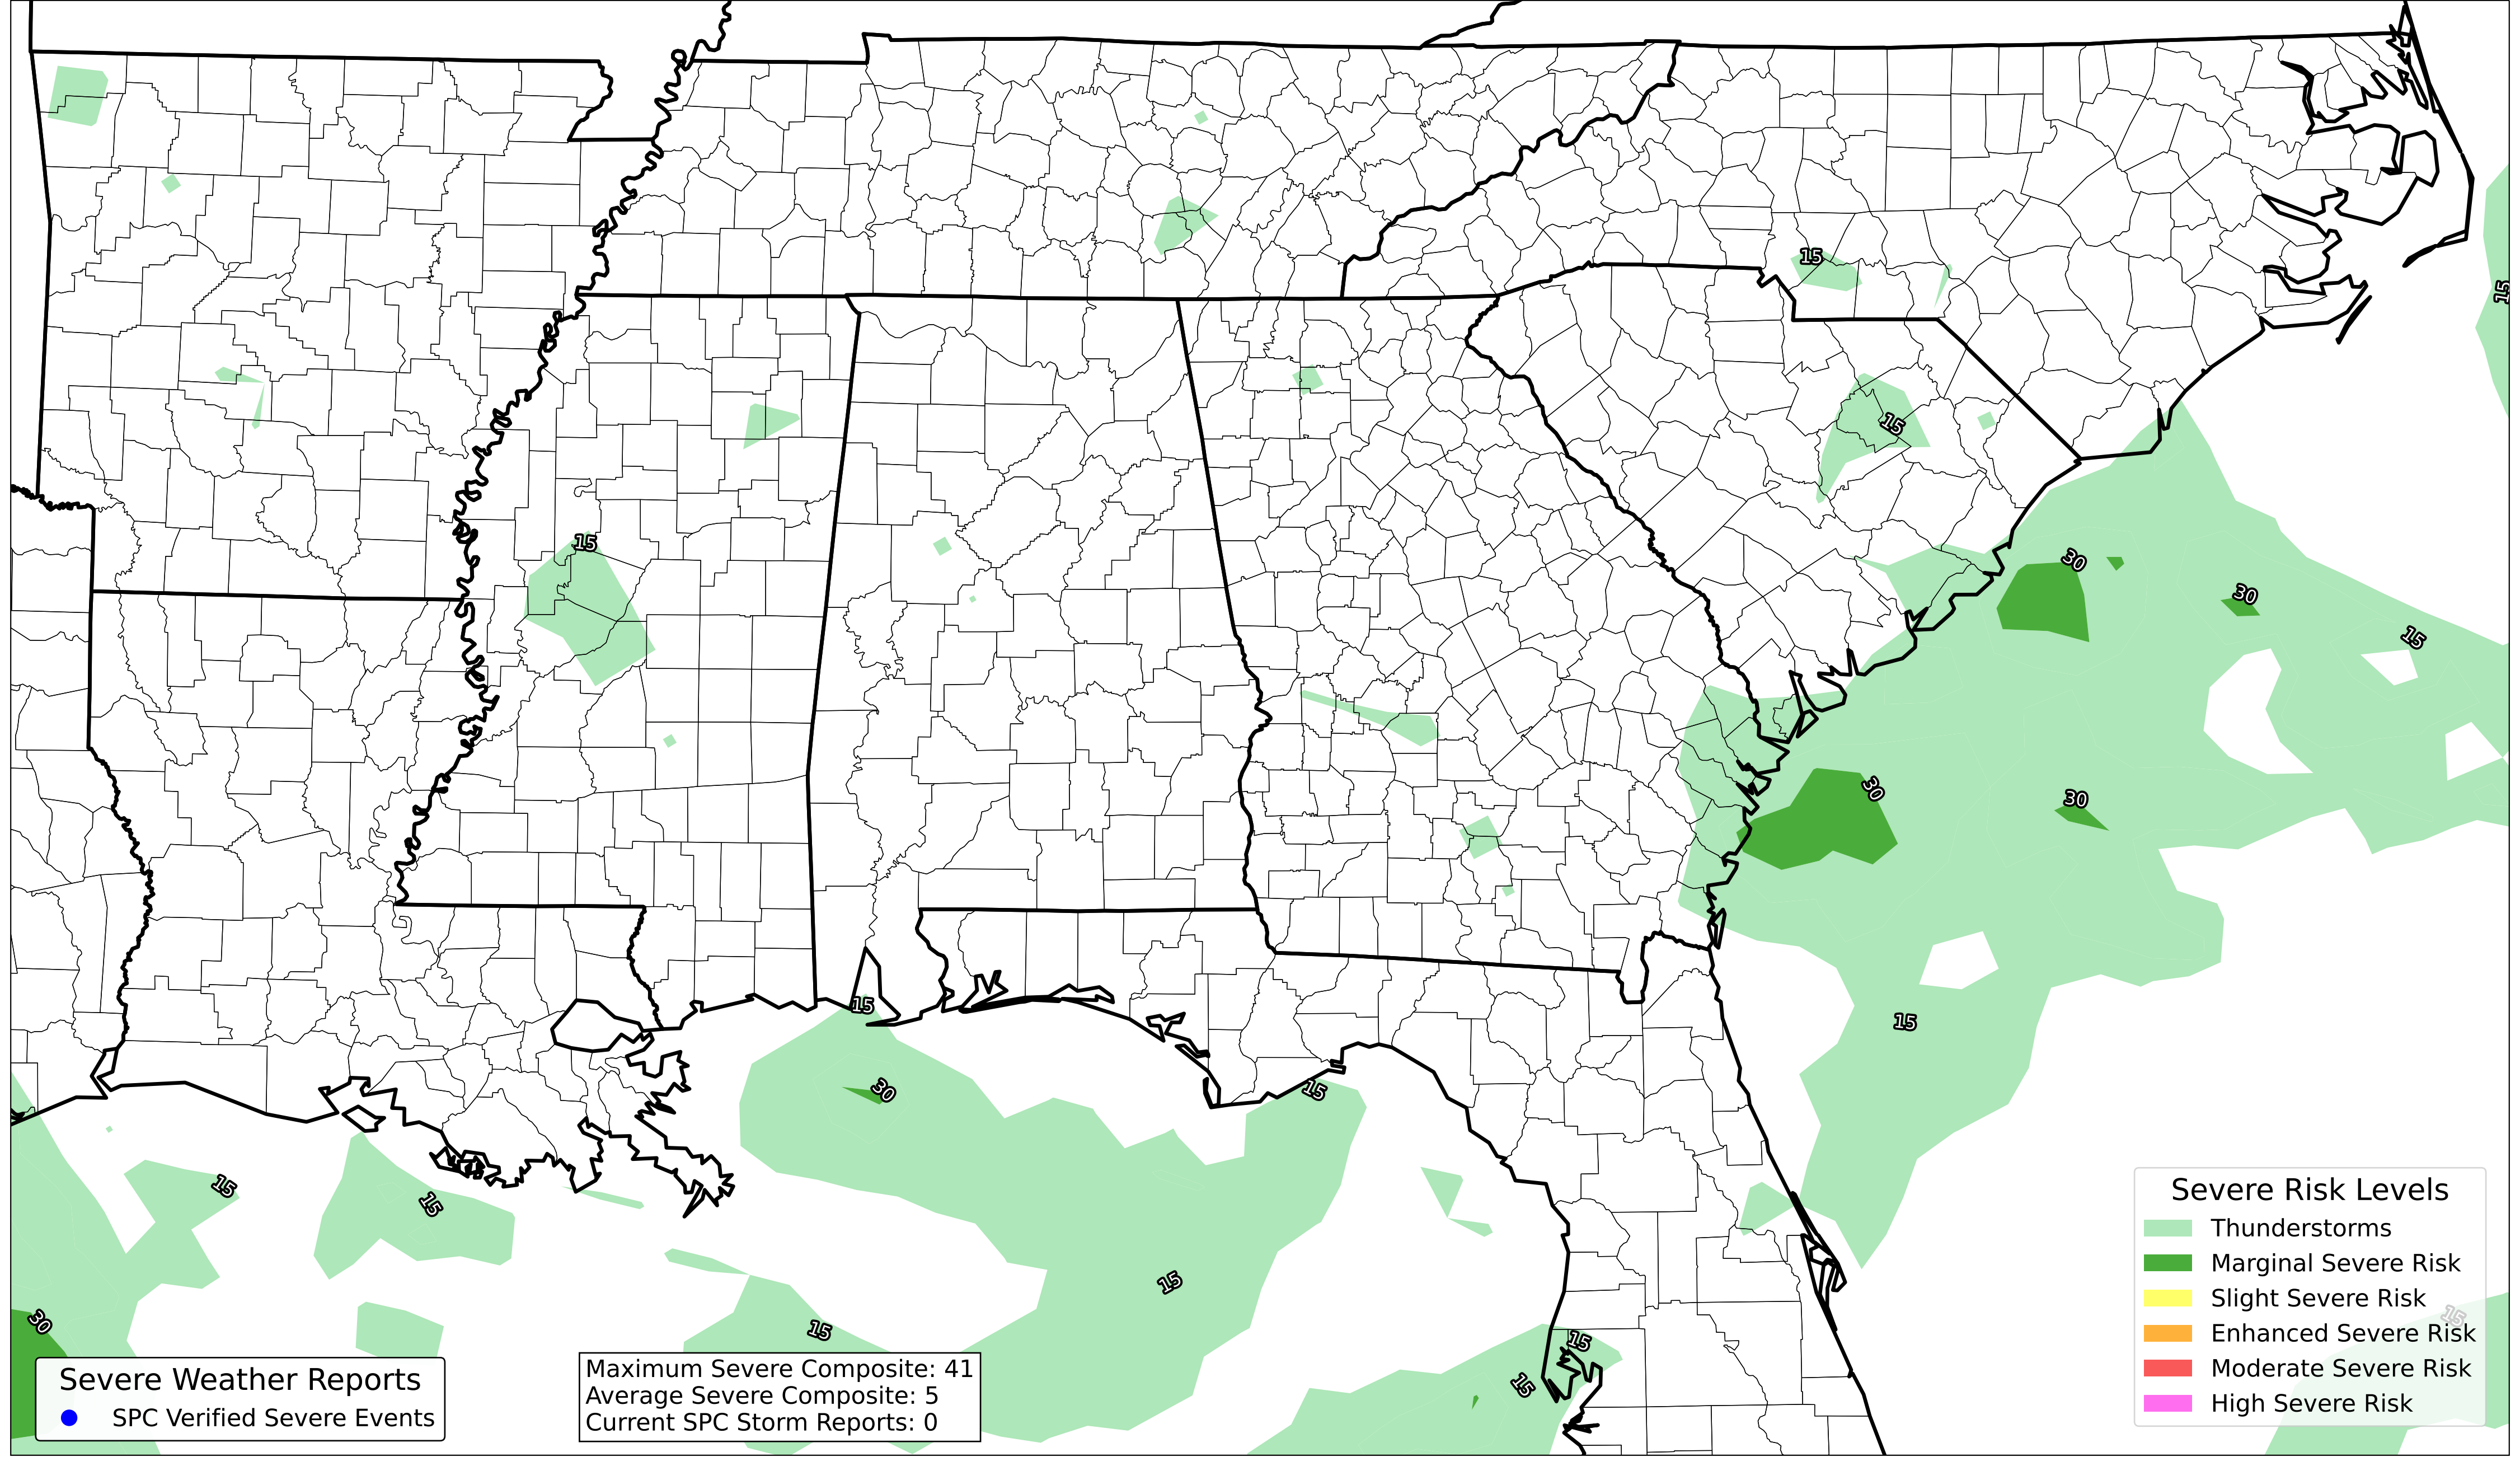 15
15
15
15
30
30
15
30
30
15
15
30
15
15
15
15
30
15
15
15
15
Severe Risk Levels
Thunderstorms
Marginal Severe Risk
Slight Severe Risk
Enhanced Severe Risk
Moderate Severe Risk
High Severe Risk
Severe Weather Reports
SPC Verified Severe Events
Maximum Severe Composite: 41
Average Severe Composite: 5
Current SPC Storm Reports: 0